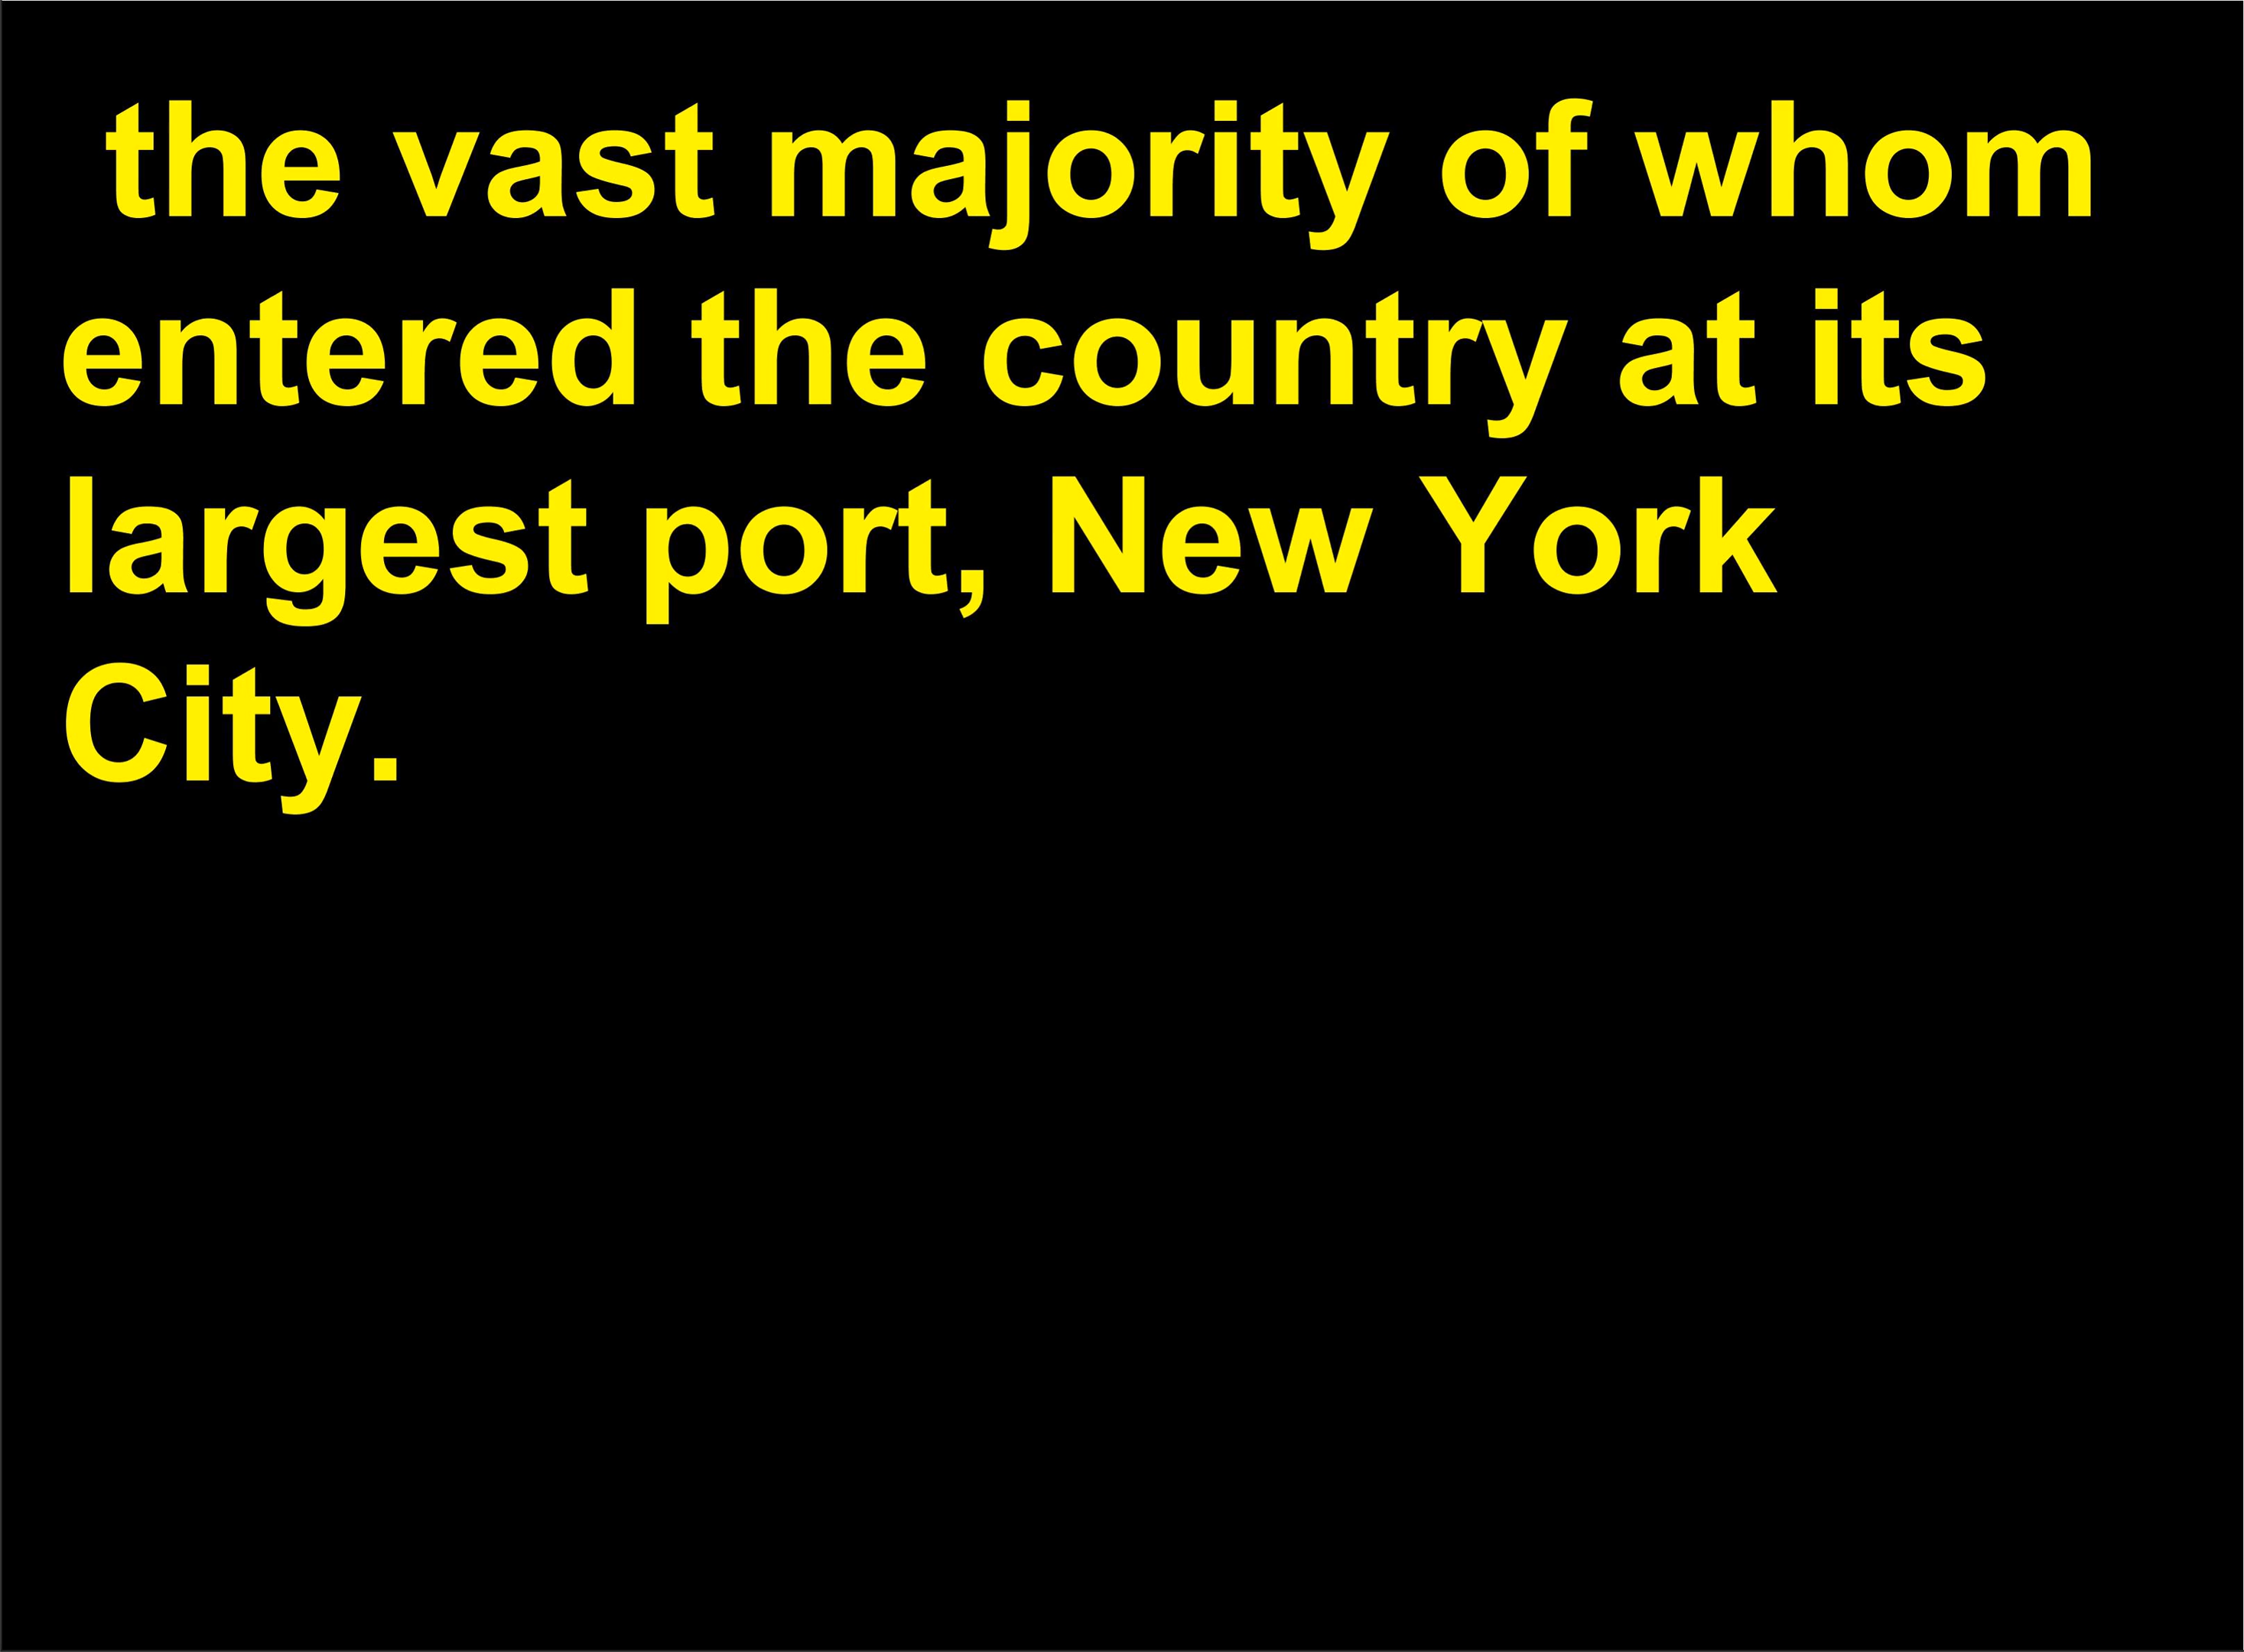 the vast majority of whom
entered the country at its
largest port, New York
City.